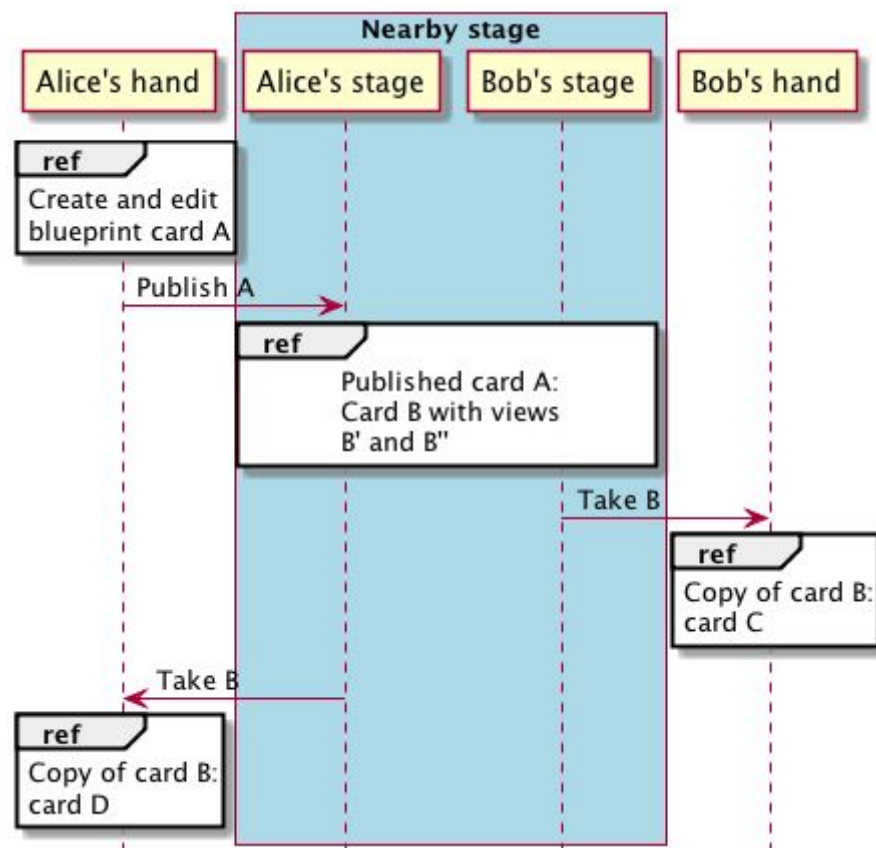 Nearby stage
Alice's hand
Alice's stage
Bob's stage
Bob's hand
ref
Create and edit
blueprint card A
Publish A
ref
Published card A:
Card B with views
B' and B''
Take B
ref
Copy of card B:
card C
Take B
ref
Copy of card B:
card D